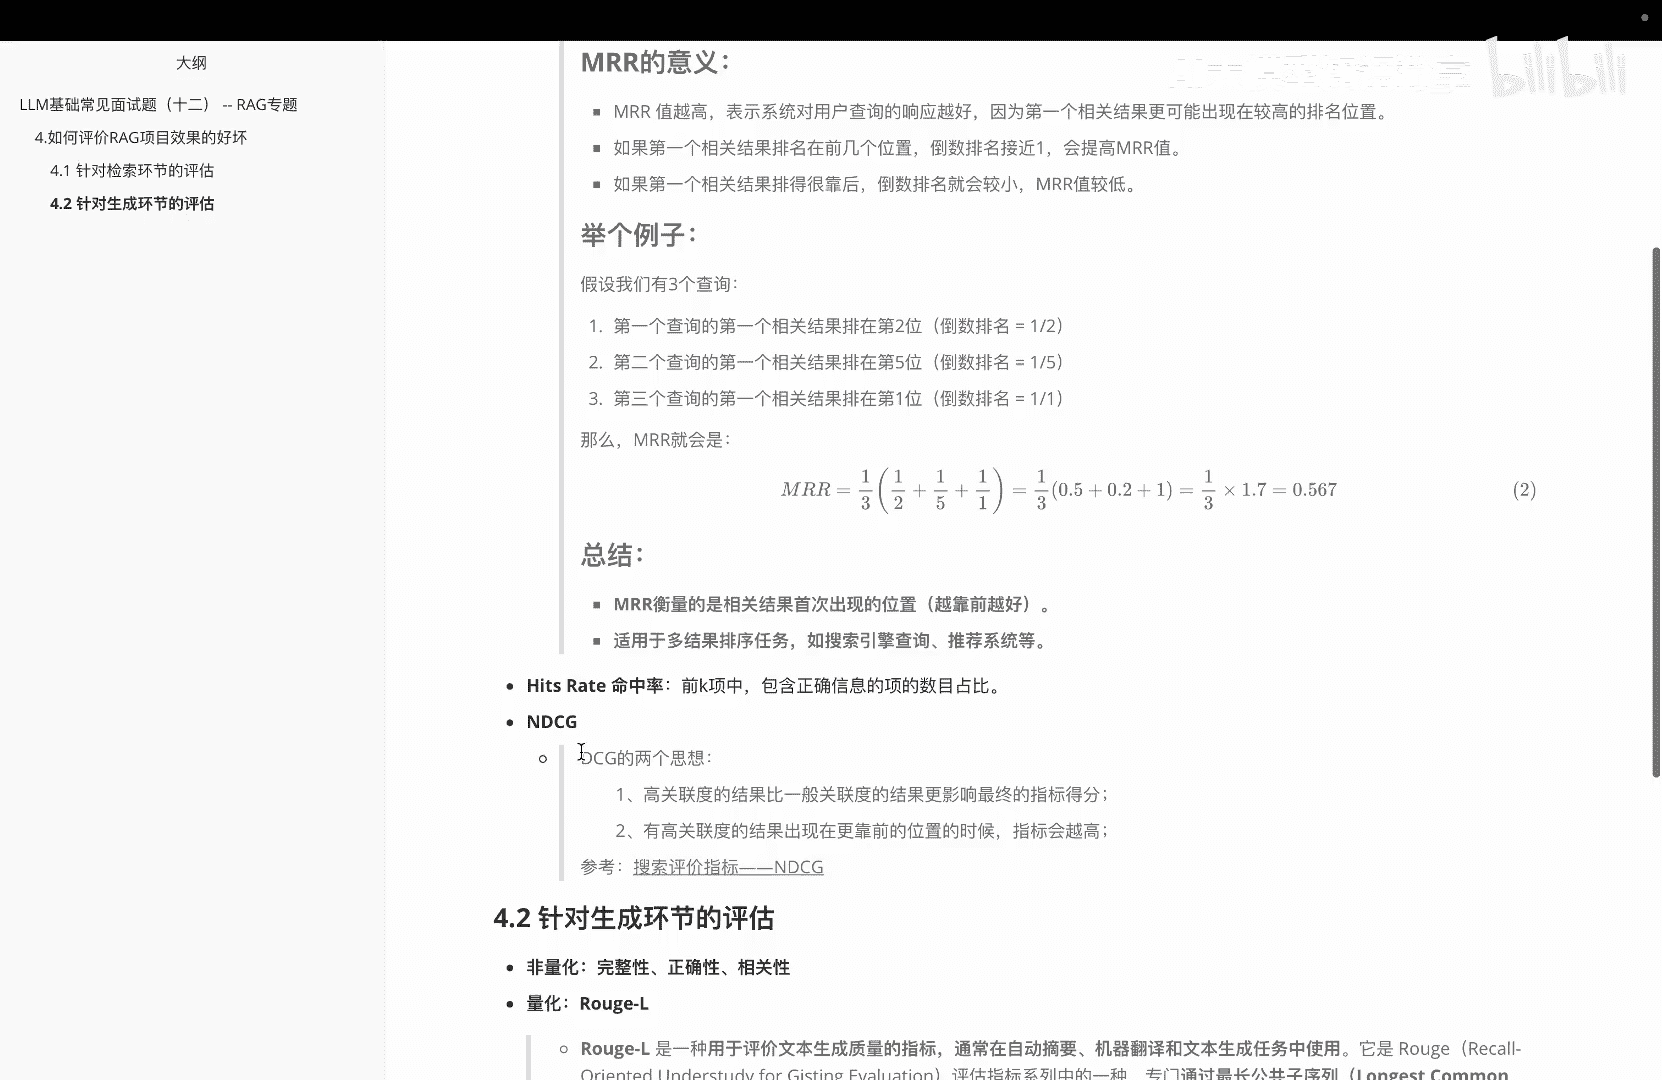 大纲
LLM基础常见面试题（十二） -- RAG专题
4.如何评价RAG项目效果的好坏
4.1 针对检索环节的评估
4.2 针对生成环节的评估
bilibili
MRR的意义：
▪ MRR 值越高，表示系统对用户查询的响应越好，因为第一个相关结果更可能出现在较高的排名位置。
▪ 如果第一个相关结果排名在前几个位置，倒数排名接近1，会提高MRR值。
▪ 如果第一个相关结果排得很靠后，倒数排名就会较小，MRR值较低。
举个例子：
假设我们有3个查询：
1. 第一个查询的第一个相关结果排在第2位（倒数排名 = 1/2）
2. 第二个查询的第一个相关结果排在第5位（倒数排名 = 1/5）
3. 第三个查询的第一个相关结果排在第1位（倒数排名 = 1/1）
那么，MRR就会是：
MRR = 1/3 (1/2 + 1/5 + 1/1) = 1/3 (0.5 + 0.2 + 1) = 1/3 × 1.7 = 0.567 (2)
总结：
▪ MRR衡量的是相关结果首次出现的位置（越靠前越好）。
▪ 适用于多结果排序任务，如搜索引擎查询、推荐系统等。
• Hits Rate 命中率：前k项中，包含正确信息的项的数目占比。
• NDCG
DCG的两个思想：
1、高关联度的结果比一般关联度的结果更影响最终的指标得分；
2、有高关联度的结果出现在更靠前的位置的时候，指标会越高；
参考：搜索评价指标——NDCG
4.2 针对生成环节的评估
• 非量化：完整性、正确性、相关性
• 量化：Rouge-L
Rouge-L 是一种用于评价文本生成质量的指标，通常在自动摘要、机器翻译和文本生成任务中使用。它是 Rouge（Recall-
Oriented Understudy for Gisting Evaluation）评估指标系列中的一种，专门通过最长公共子序列（Longest Common